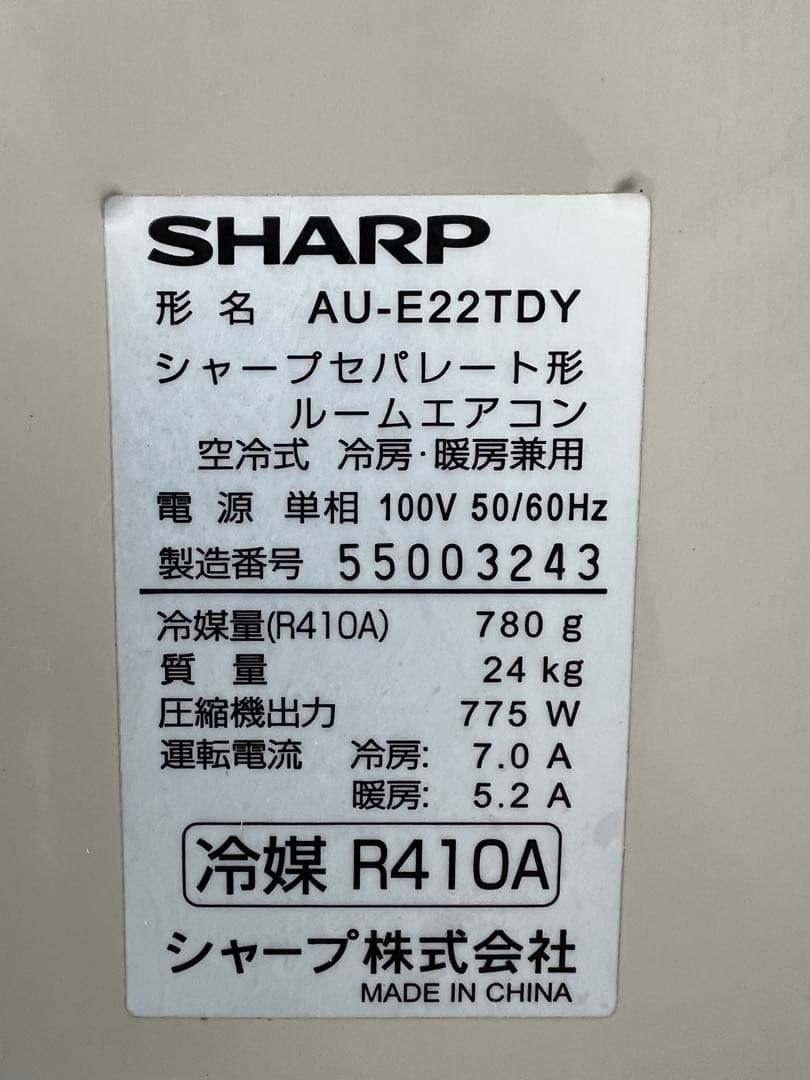 SHARP
形名 AU-E22TDY
シャープセパレート形
ルームエアコン
空冷式 冷房・暖房兼用
電源 単相 100V 50/60Hz
製造番号 55003243
冷媒量(R410A) 780 g
質量 24 kg
圧縮機出力 775 W
運転電流 冷房: 7.0 A
暖房: 5.2 A
冷媒 R410A
シャープ株式会社
MADE IN CHINA